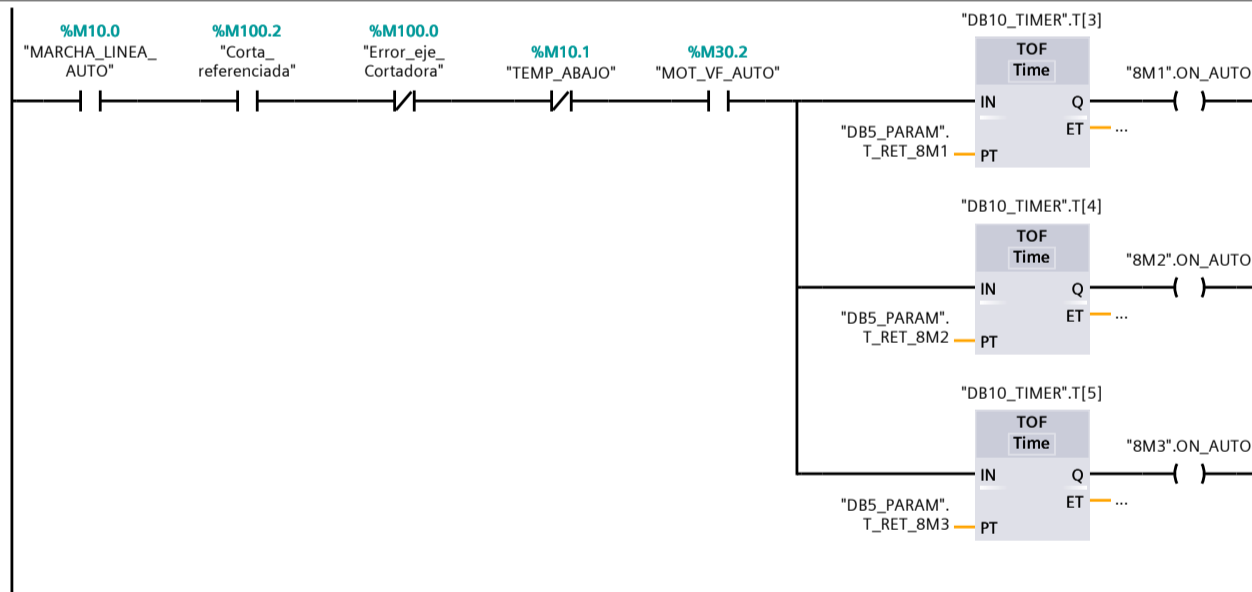 %M10.0
"MARCHA_LINEA_
AUTO"
%M100.2
"Corta_
referenciada"
%M100.0
"Error_eje_
Cortadora"
%M10.1
"TEMP_ABAJO"
%M30.2
"MOT_VF_AUTO"
"DB10_TIMER".T[3]
TOF
Time
IN
Q
ET
...
PT
"DB5_PARAM".
T_RET_8M1
"8M1".ON_AUTO
"DB10_TIMER".T[4]
TOF
Time
IN
Q
ET
...
PT
"DB5_PARAM".
T_RET_8M2
"8M2".ON_AUTO
"DB10_TIMER".T[5]
TOF
Time
IN
Q
ET
...
PT
"DB5_PARAM".
T_RET_8M3
"8M3".ON_AUTO